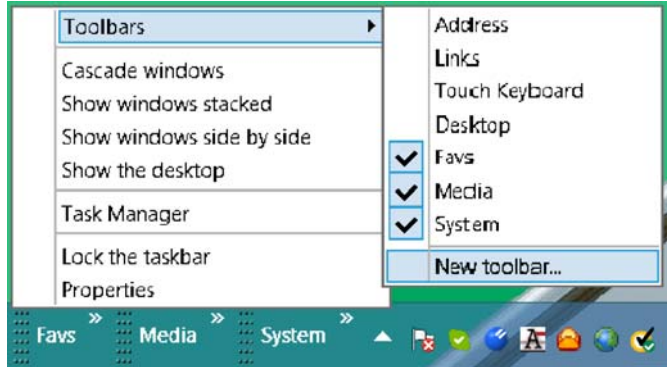 Toolbars
Cascade windows
Show windows stacked
Show windows side by side
Show the desktop
Task Manager
Lock the taskbar
Properties
Address
Links
Touch Keyboard
Desktop
Favs
Media
System
New toolbar...
Favs » Media » System »